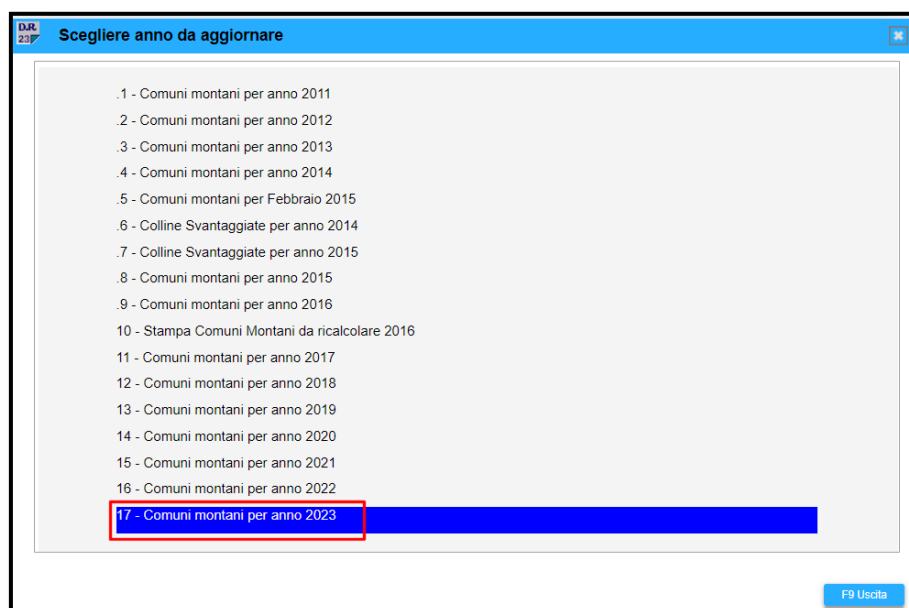 D.R.
23
Scegliere anno da aggiornare
.1 - Comuni montani per anno 2011
.2 - Comuni montani per anno 2012
.3 - Comuni montani per anno 2013
.4 - Comuni montani per anno 2014
.5 - Comuni montani per Febbraio 2015
.6 - Colline Svantaggiate per anno 2014
.7 - Colline Svantaggiate per anno 2015
.8 - Comuni montani per anno 2015
.9 - Comuni montani per anno 2016
10 - Stampa Comuni Montani da ricalcolare 2016
11 - Comuni montani per anno 2017
12 - Comuni montani per anno 2018
13 - Comuni montani per anno 2019
14 - Comuni montani per anno 2020
15 - Comuni montani per anno 2021
16 - Comuni montani per anno 2022
17 - Comuni montani per anno 2023
F9 Uscita